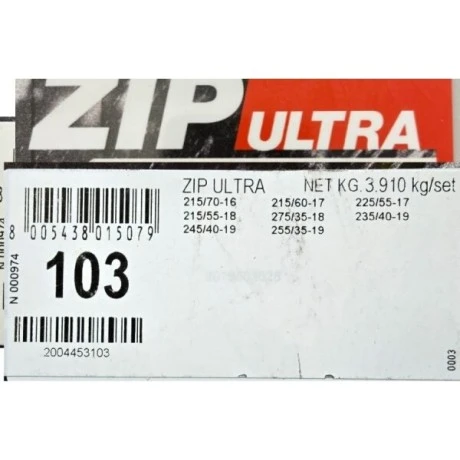 ZIP ULTRA
ZIP ULTRA NET KG.3.910 kg/set
215/70-16 215/60-17 225/55-17
215/55-18 275/35-18 235/40-19
245/40-19 255/35-19
8 005438 015079
103
N 000974
2004453103
0003
N 000974
8